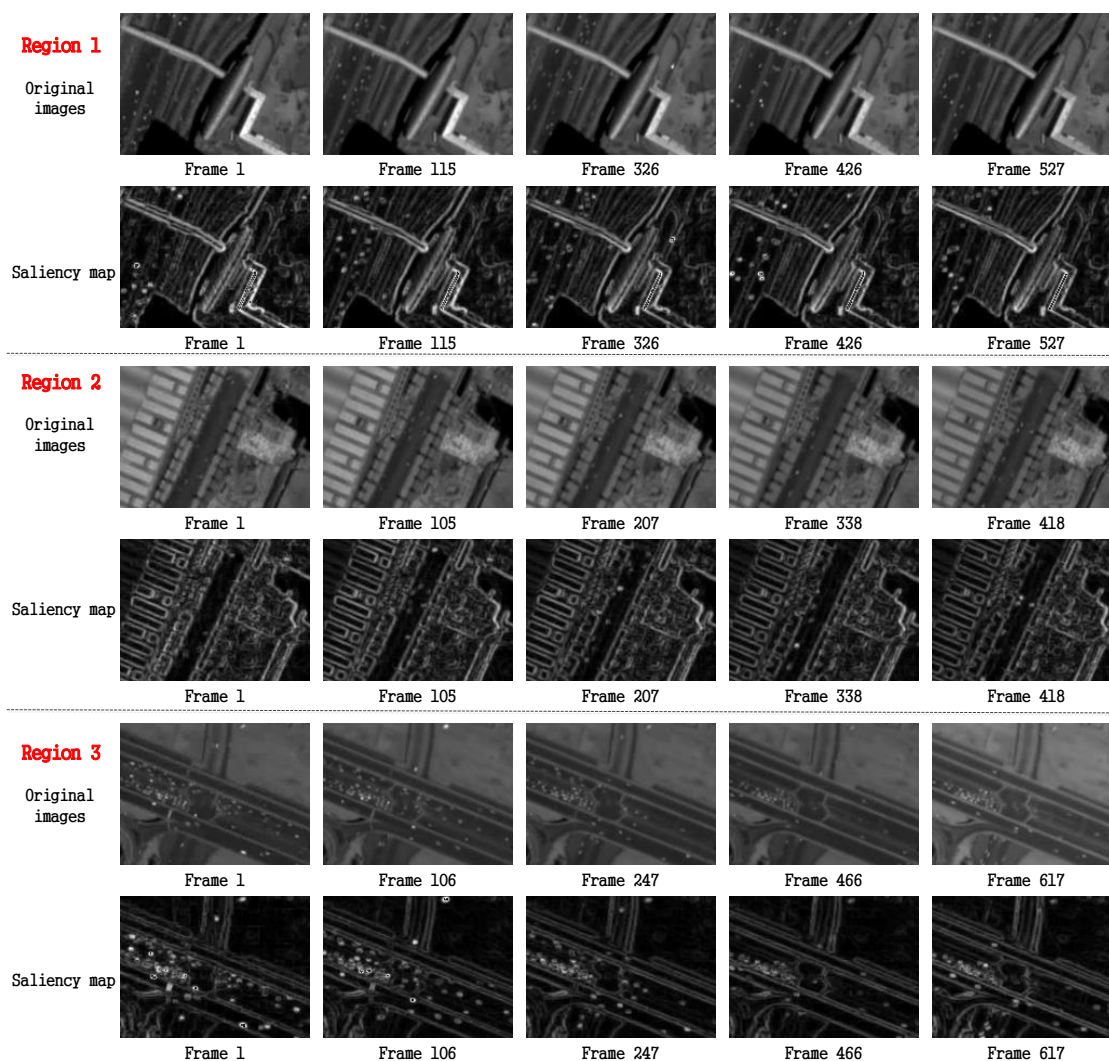 Region 1
Original
images
Frame 1 Frame 115 Frame 326 Frame 426 Frame 527
Saliency map
Frame 1 Frame 115 Frame 326 Frame 426 Frame 527
Region 2
Original
images
Frame 1 Frame 105 Frame 207 Frame 338 Frame 418
Saliency map
Frame 1 Frame 105 Frame 207 Frame 338 Frame 418
Region 3
Original
images
Frame 1 Frame 106 Frame 247 Frame 466 Frame 617
Saliency map
Frame 1 Frame 106 Frame 247 Frame 466 Frame 617